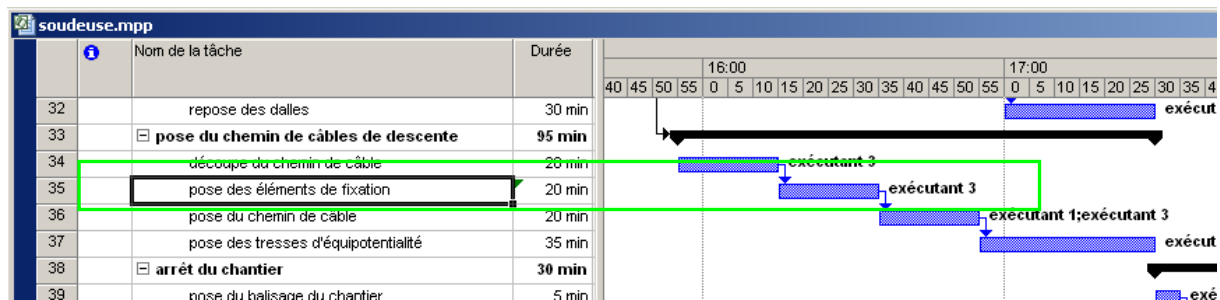 soudeuse.mpp
Nom de la tâche Durée
16:00 17:00
40 45 50 55 0 5 10 15 20 25 30 35 40 45 50 55 0 5 10 15 20 25 30 35
32 repose des dalles 30 min exécut
33 pose du chemin de câbles de descente 95 min
34 découpe du chemin de câble 20 min exécutant 3
35 pose des éléments de fixation 20 min exécutant 3
36 pose du chemin de câble 20 min exécutant 1;exécutant 3
37 pose des tresses d'équipotentialité 35 min exécut
38 arrêt du chantier 30 min
39 pose du balisage du chantier 5 min exé